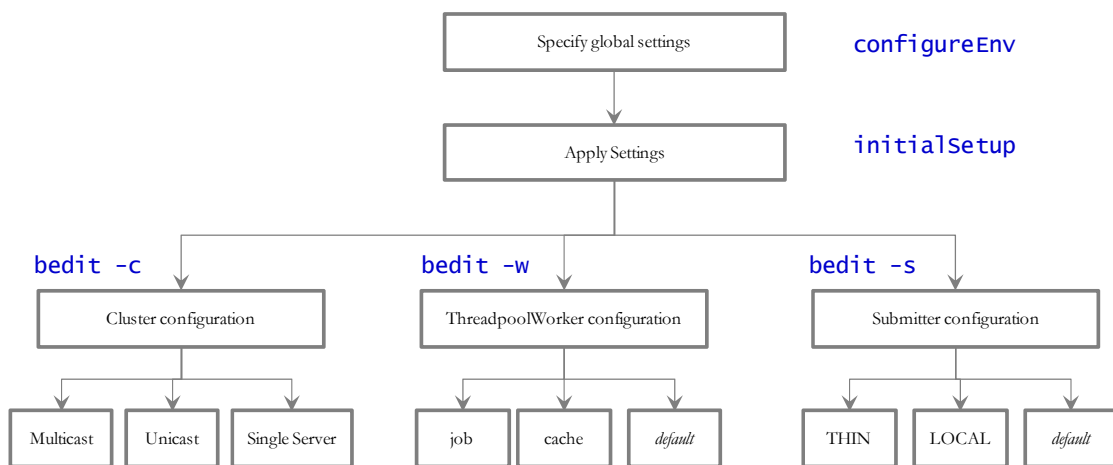 Specify global settings
configureEnv
Apply Settings
initialSetup
bedit -c
bedit -w
bedit -s
Cluster configuration
ThreadpoolWorker configuration
Submitter configuration
Multicast
Unicast
Single Server
job
cache
default
THIN
LOCAL
default